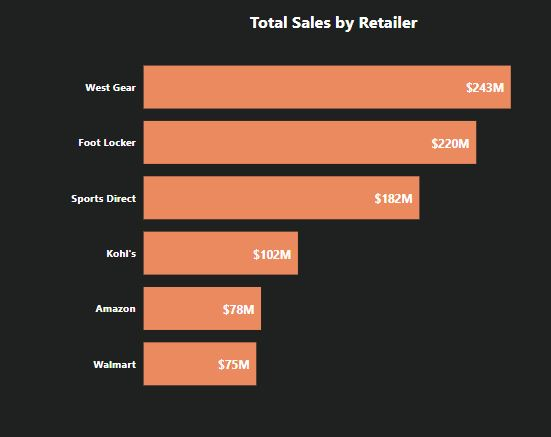 Total Sales by Retailer
West Gear $243M
Foot Locker $220M
Sports Direct $182M
Kohl's $102M
Amazon $78M
Walmart $75M